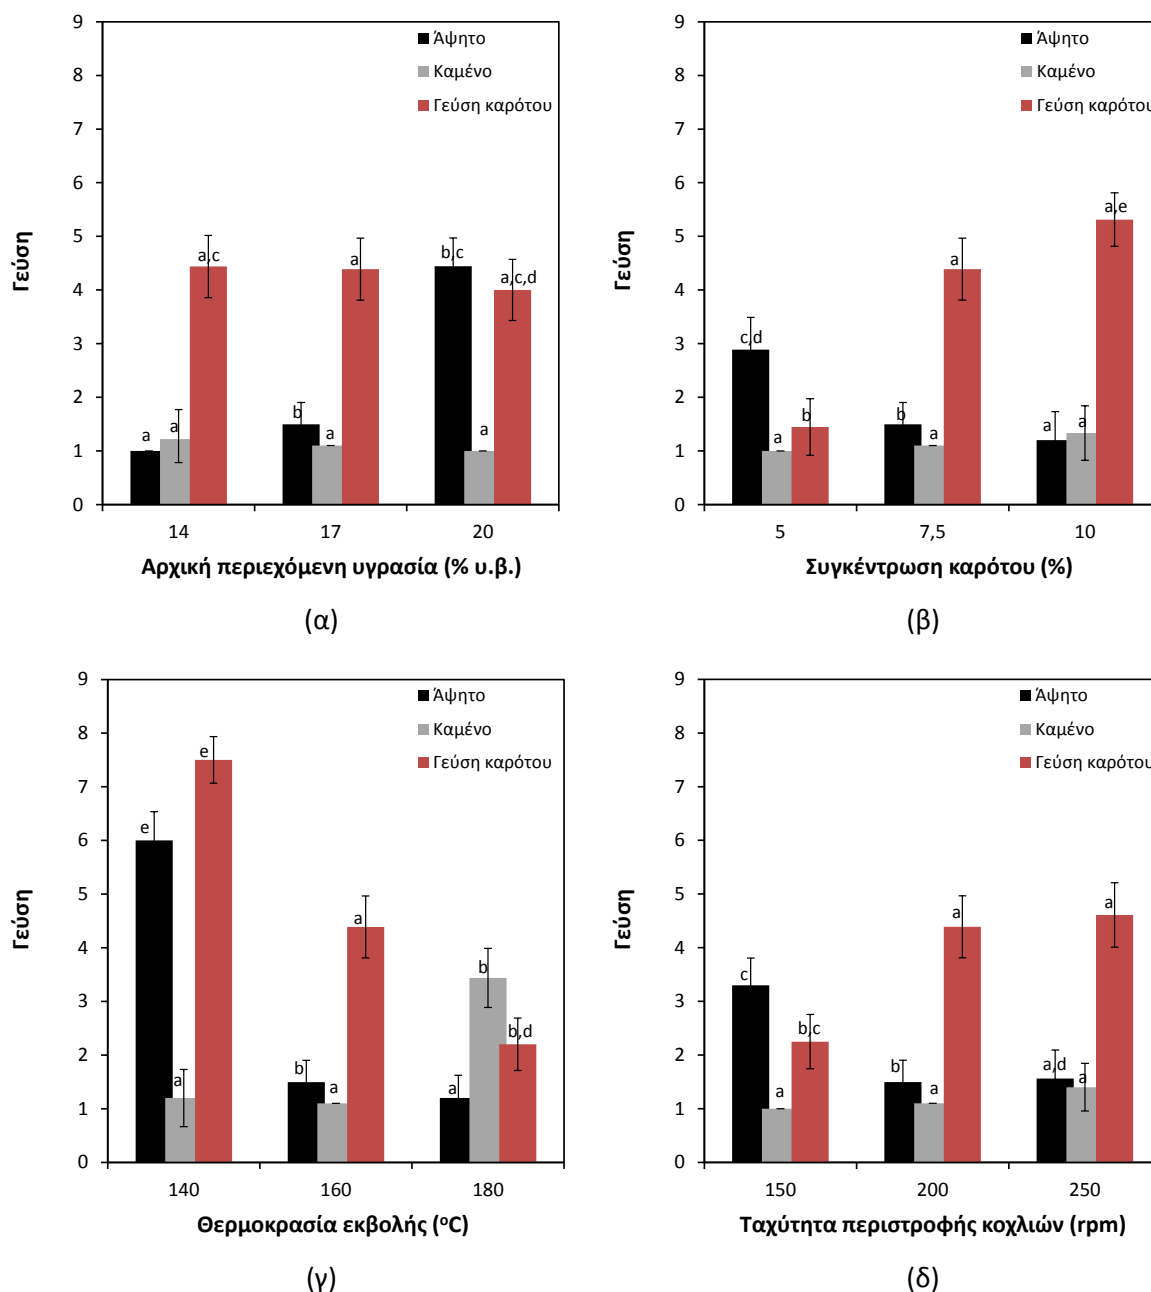 9
8
7
6
5
4
3
2
1
0
Γεύση
Άψητο
Καμένο
Γεύση καρότου
a
a
a,c
b
a
a
b,c
a
a,c,d
14
17
20
Αρχική περιεχόμενη υγρασία (% υ.β.)
(α)
9
8
7
6
5
4
3
2
1
0
Γεύση
Άψητο
Καμένο
Γεύση καρότου
c,d
a
b
b
a
a
a
a
a,e
5
7,5
10
Συγκέντρωση καρότου (%)
(β)
9
8
7
6
5
4
3
2
1
0
Γεύση
Άψητο
Καμένο
Γεύση καρότου
e
a
e
b
a
a
a
b
b,d
140
160
180
Θερμοκρασία εκβολής (°C)
(γ)
9
8
7
6
5
4
3
2
1
0
Γεύση
Άψητο
Καμένο
Γεύση καρότου
c
a
b,c
b
a
a
a,d
a
a
150
200
250
Ταχύτητα περιστροφής κοχλιών (rpm)
(δ)